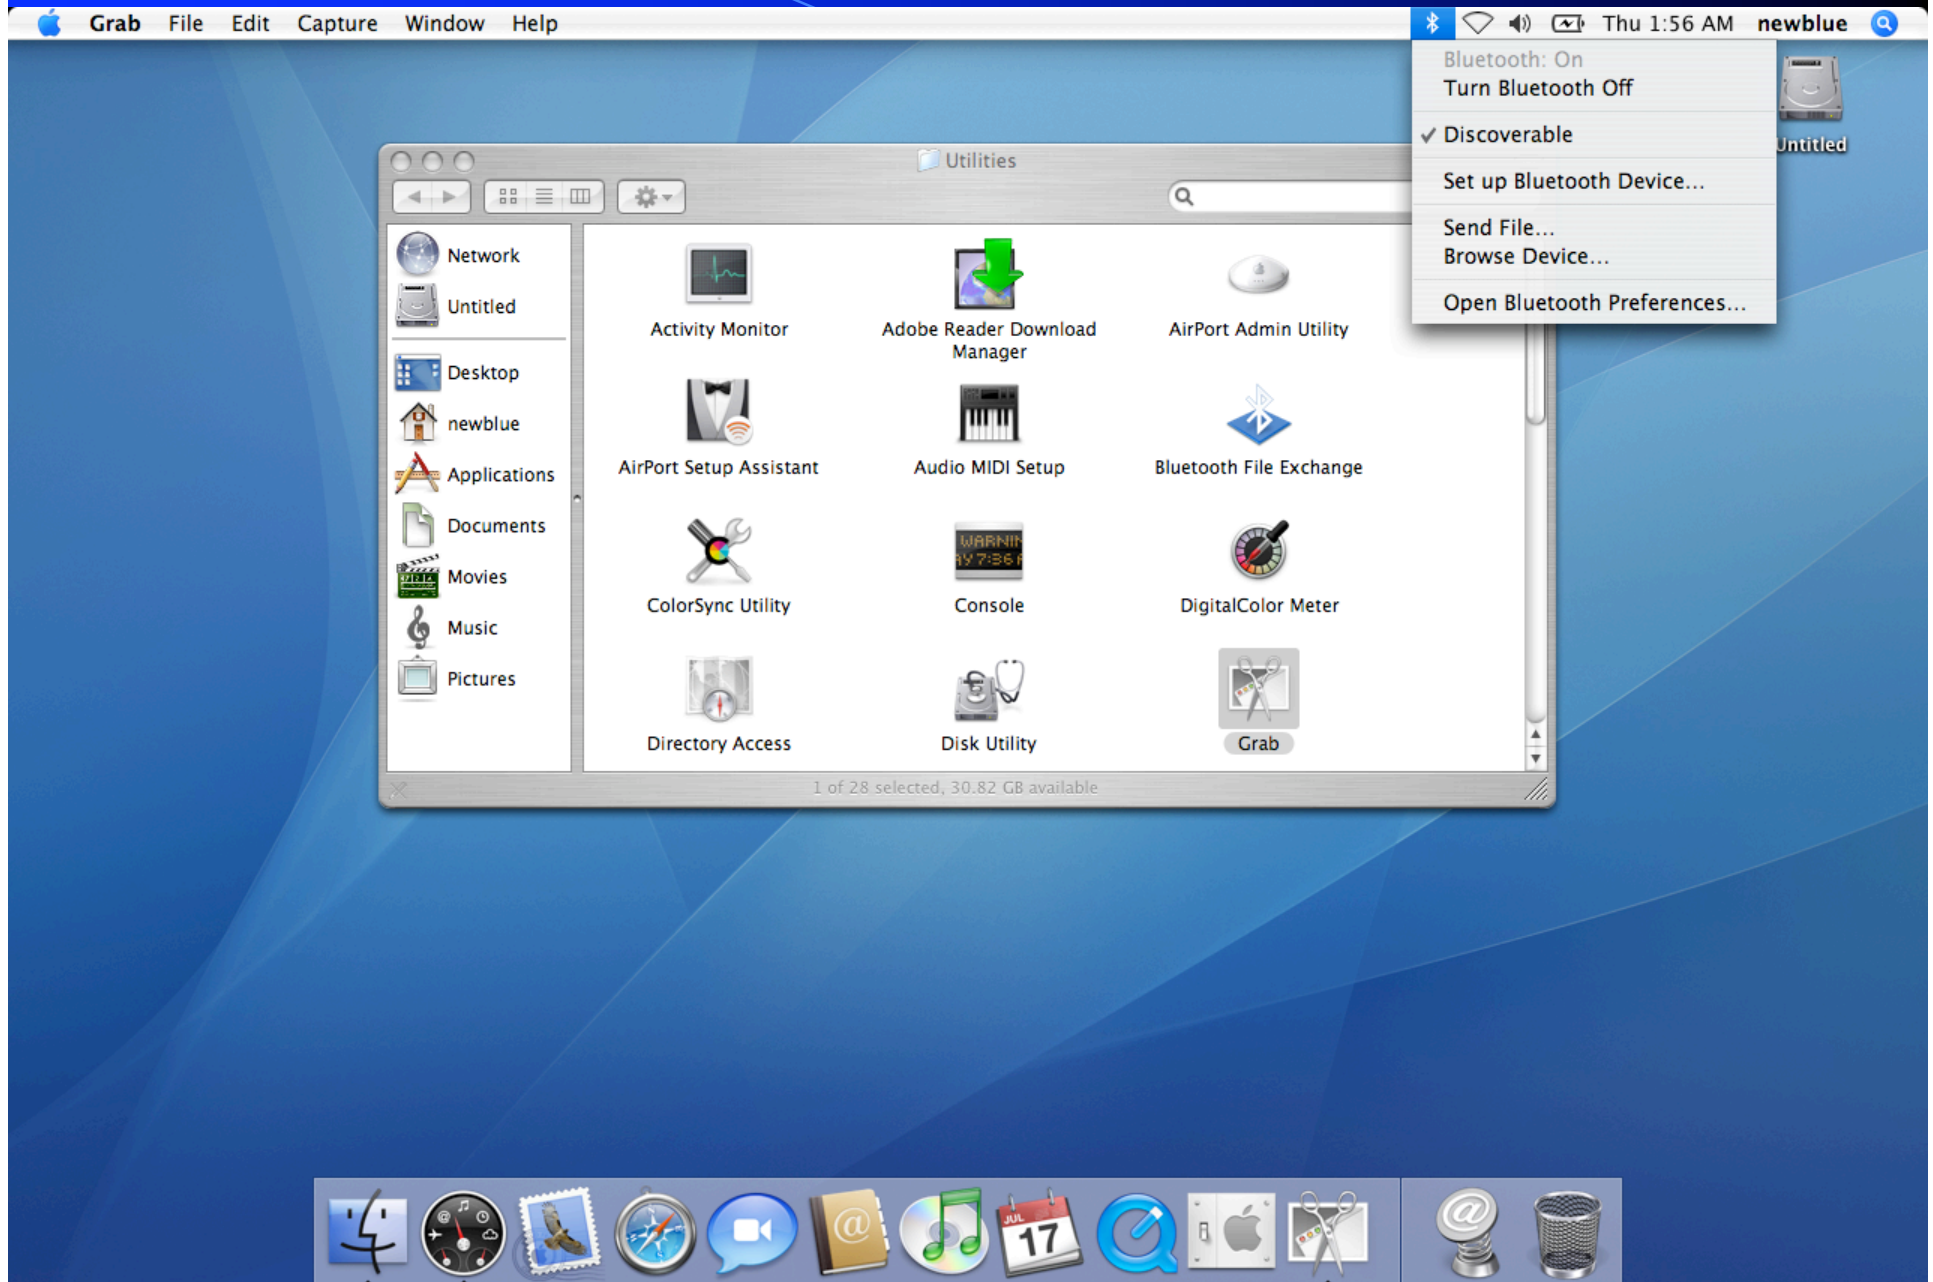 Grab File Edit Capture Window Help Thu 1:56 AM newblue
Bluetooth: On
Turn Bluetooth Off
✓ Discoverable
Set up Bluetooth Device...
Send File...
Browse Device...
Open Bluetooth Preferences...
Untitled
Utilities
Network
Untitled
Desktop
newblue
Applications
Documents
Movies
Music
Pictures
Activity Monitor
Adobe Reader Download
Manager
AirPort Admin Utility
AirPort Setup Assistant
Audio MIDI Setup
Bluetooth File Exchange
ColorSync Utility
WARNIN
AY 7:36 A
Console
DigitalColor Meter
Directory Access
Disk Utility
Grab
1 of 28 selected, 30.82 GB available
@
JUL
17
@